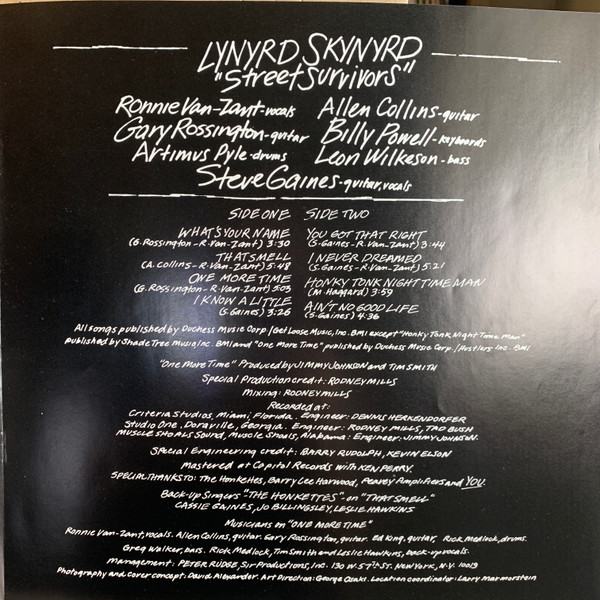 LYNYRD SKYNYRD
"Street Survivors"
Ronnie Van-Zant-vocals Allen Collins-guitar
Gary Rossington-guitar Billy Powell-keyboards
Artimus Pyle-drums Leon Wilkeson-bass
Steve Gaines-guitar, vocals
SIDE ONE SIDE TWO
WHAT'S YOUR NAME YOU GOT THAT RIGHT
(G. Rossington-R. Van-Zant) 3:30 (S. Gaines-R. Van-Zant) 3:44
THAT SMELL I NEVER DREAMED
(A. Collins-R. Van-Zant) 5:48 (S. Gaines-R. Van-Zant) 5:21
ONE MORE TIME HONKY TONK NIGHT TIME MAN
(G. Rossington-R. Van-Zant) 5:03 (M. Haggard) 3:59
I KNOW A LITTLE AIN'T NO GOOD LIFE
(S. Gaines) 3:26 (S. Gaines) 4:36
All songs published by Duchess Music Corp./Get Loose Music, Inc. BMI except "Honky Tonk Night Time Man"
Published by Shade Tree Music Inc. BMI and "One More Time" published by Duchess Music Corp./Hustlers Inc. BMI
"One More Time" Produced by JIMMY JOHNSON and TIM SMITH
Special Production credit: RODNEY MILLS
Mixing: RODNEY MILLS
Recorded at:
Criteria Studios, Miami, Florida. Engineer: DENNIS HERKENDORFER
Studio One, Doraville, Georgia. Engineer: RODNEY MILLS, TAD BUSH
MUSCLE SHOALS SOUND, Muscle Shoals, Alabama: Engineer: JIMMY JOHNSON.
Special Engineering credit: BARRY RUDOLPH, KEVIN ELSON
Mastered at Capitol Records with KEN PERRY.
SPECIAL THANKS TO: The Honkettes, Barry Lee Harwood, Peavey Amplifiers and YOU.
Back-Up Singers "THE HONKETTES"-on "THAT SMELL"
CASSIE GAINES, JO BILLINGSLEY, LESLIE HAWKINS
Musicians on "ONE MORE TIME"
Ronnie Van-Zant, vocals. Allen Collins, guitar. Gary Rossington, guitar. Ed King, guitar. Rick Medlock, drums.
Greg Walker, bass. Rick Medlock, Tim Smith and Leslie Hawkins, back-up vocals.
Management: PETER RUDGE, Sir Productions, Inc. 130 W. 57th ST. NEW YORK, N.Y. 10019
Photography and cover concept: David Alexander. Art Direction: George Osaki. Location coordinator: Larry Marmorstein